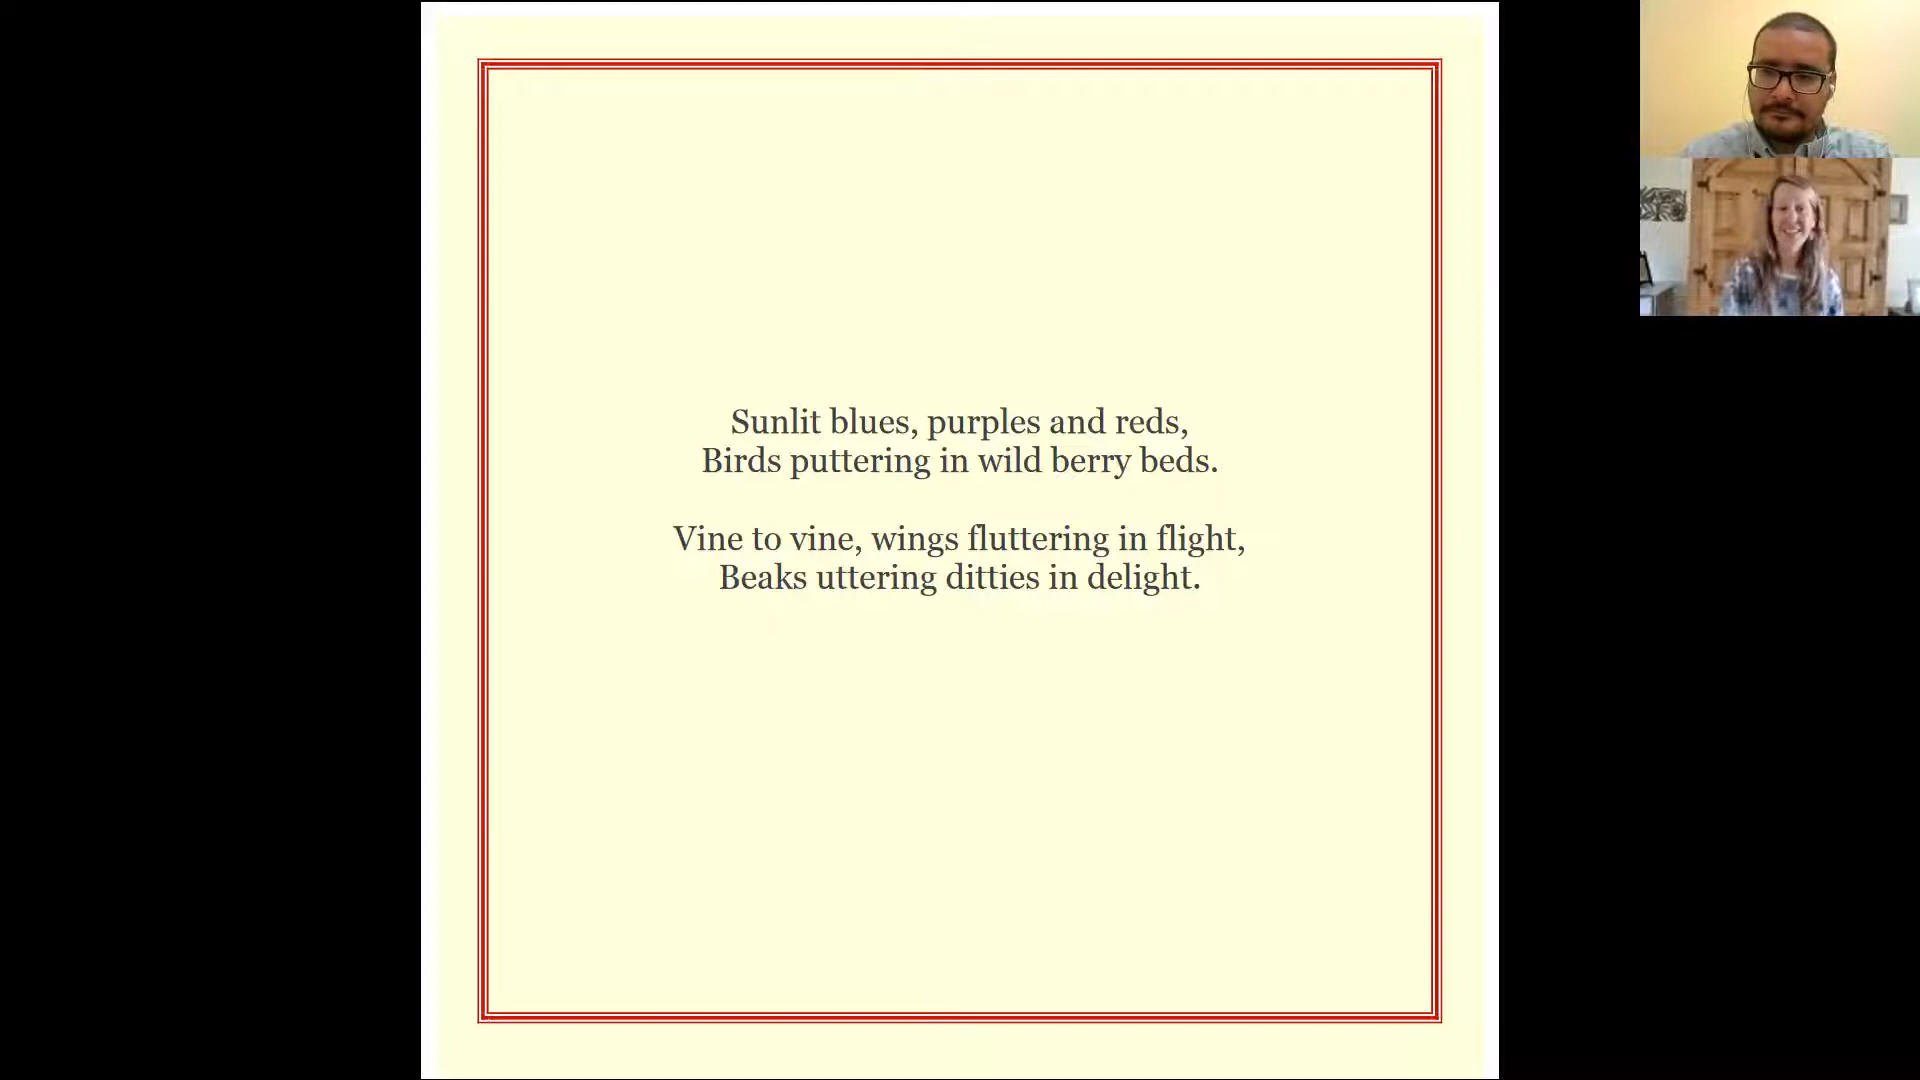 Sunlit blues, purples and reds,
Birds puttering in wild berry beds.
Vine to vine, wings fluttering in flight,
Beaks uttering ditties in delight.